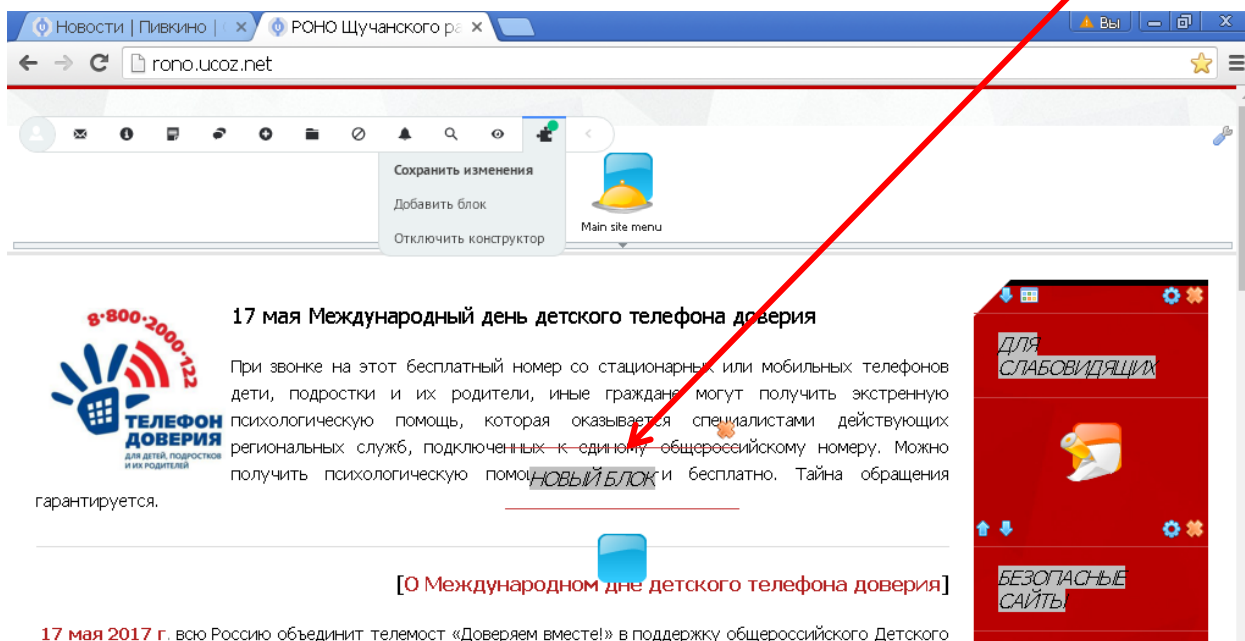 Новости | Пивкино |
РОНО Щучанского ра
Вы
rono.ucoz.net
Сохранить изменения
Добавить блок
Отключить конструктор
Main site menu
8-800-2000-122
ТЕЛЕФОН
ДОВЕРИЯ
ДЛЯ ДЕТЕЙ, ПОДРОСТКОВ
И ИХ РОДИТЕЛЕЙ
17 мая Международный день детского телефона доверия
При звонке на этот бесплатный номер со стационарных или мобильных телефонов
дети, подростки и их родители, иные граждане могут получить экстренную
психологическую помощь, которая оказывается специалистами действующих
региональных служб, подключенных к единому общероссийскому номеру. Можно
получить психологическую помощ и бесплатно. Тайна обращения
гарантируется.
НОВЫЙ БЛОК
[О Международном дне детского телефона доверия]
17 мая 2017 г. всю Россию объединит телемост «Доверяем вместе!» в поддержку общероссийского Детского
ДЛЯ
СЛАБОВИДЯЩИХ
БЕЗОПАСНЫЕ
САЙТЫ